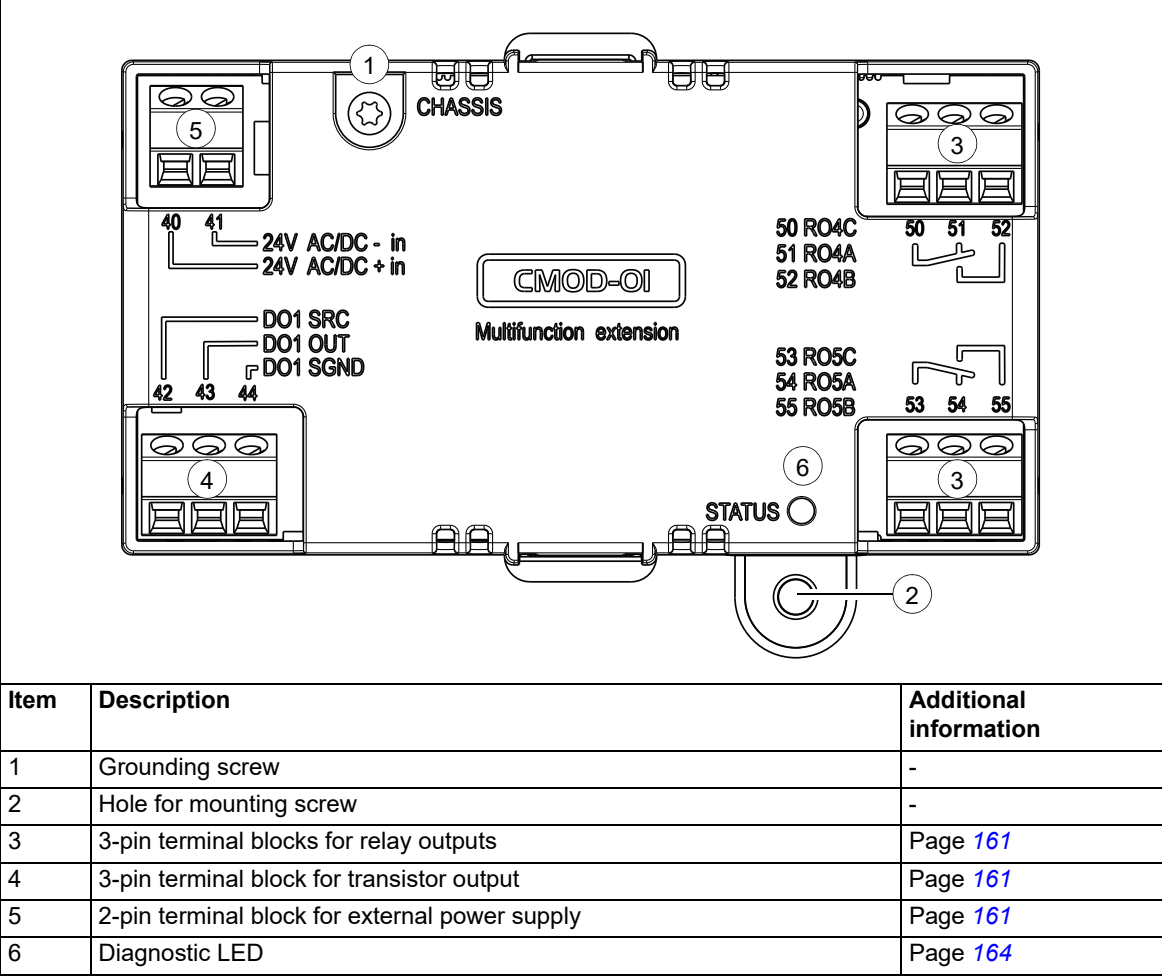 1
CHASSIS
5
3
40 41
24V AC/DC - in
24V AC/DC + in
50 RO4C
51 RO4A
52 RO4B
50 51 52
CMOD-01
Multifunction extension
DO1 SRC
DO1 OUT
DO1 SGND
42 43 44
53 RO5C
54 RO5A
55 RO5B
53 54 55
4
6
3
STATUS
2
Item Description Additional information
1 Grounding screw -
2 Hole for mounting screw -
3 3-pin terminal blocks for relay outputs Page 161
4 3-pin terminal block for transistor output Page 161
5 2-pin terminal block for external power supply Page 161
6 Diagnostic LED Page 164